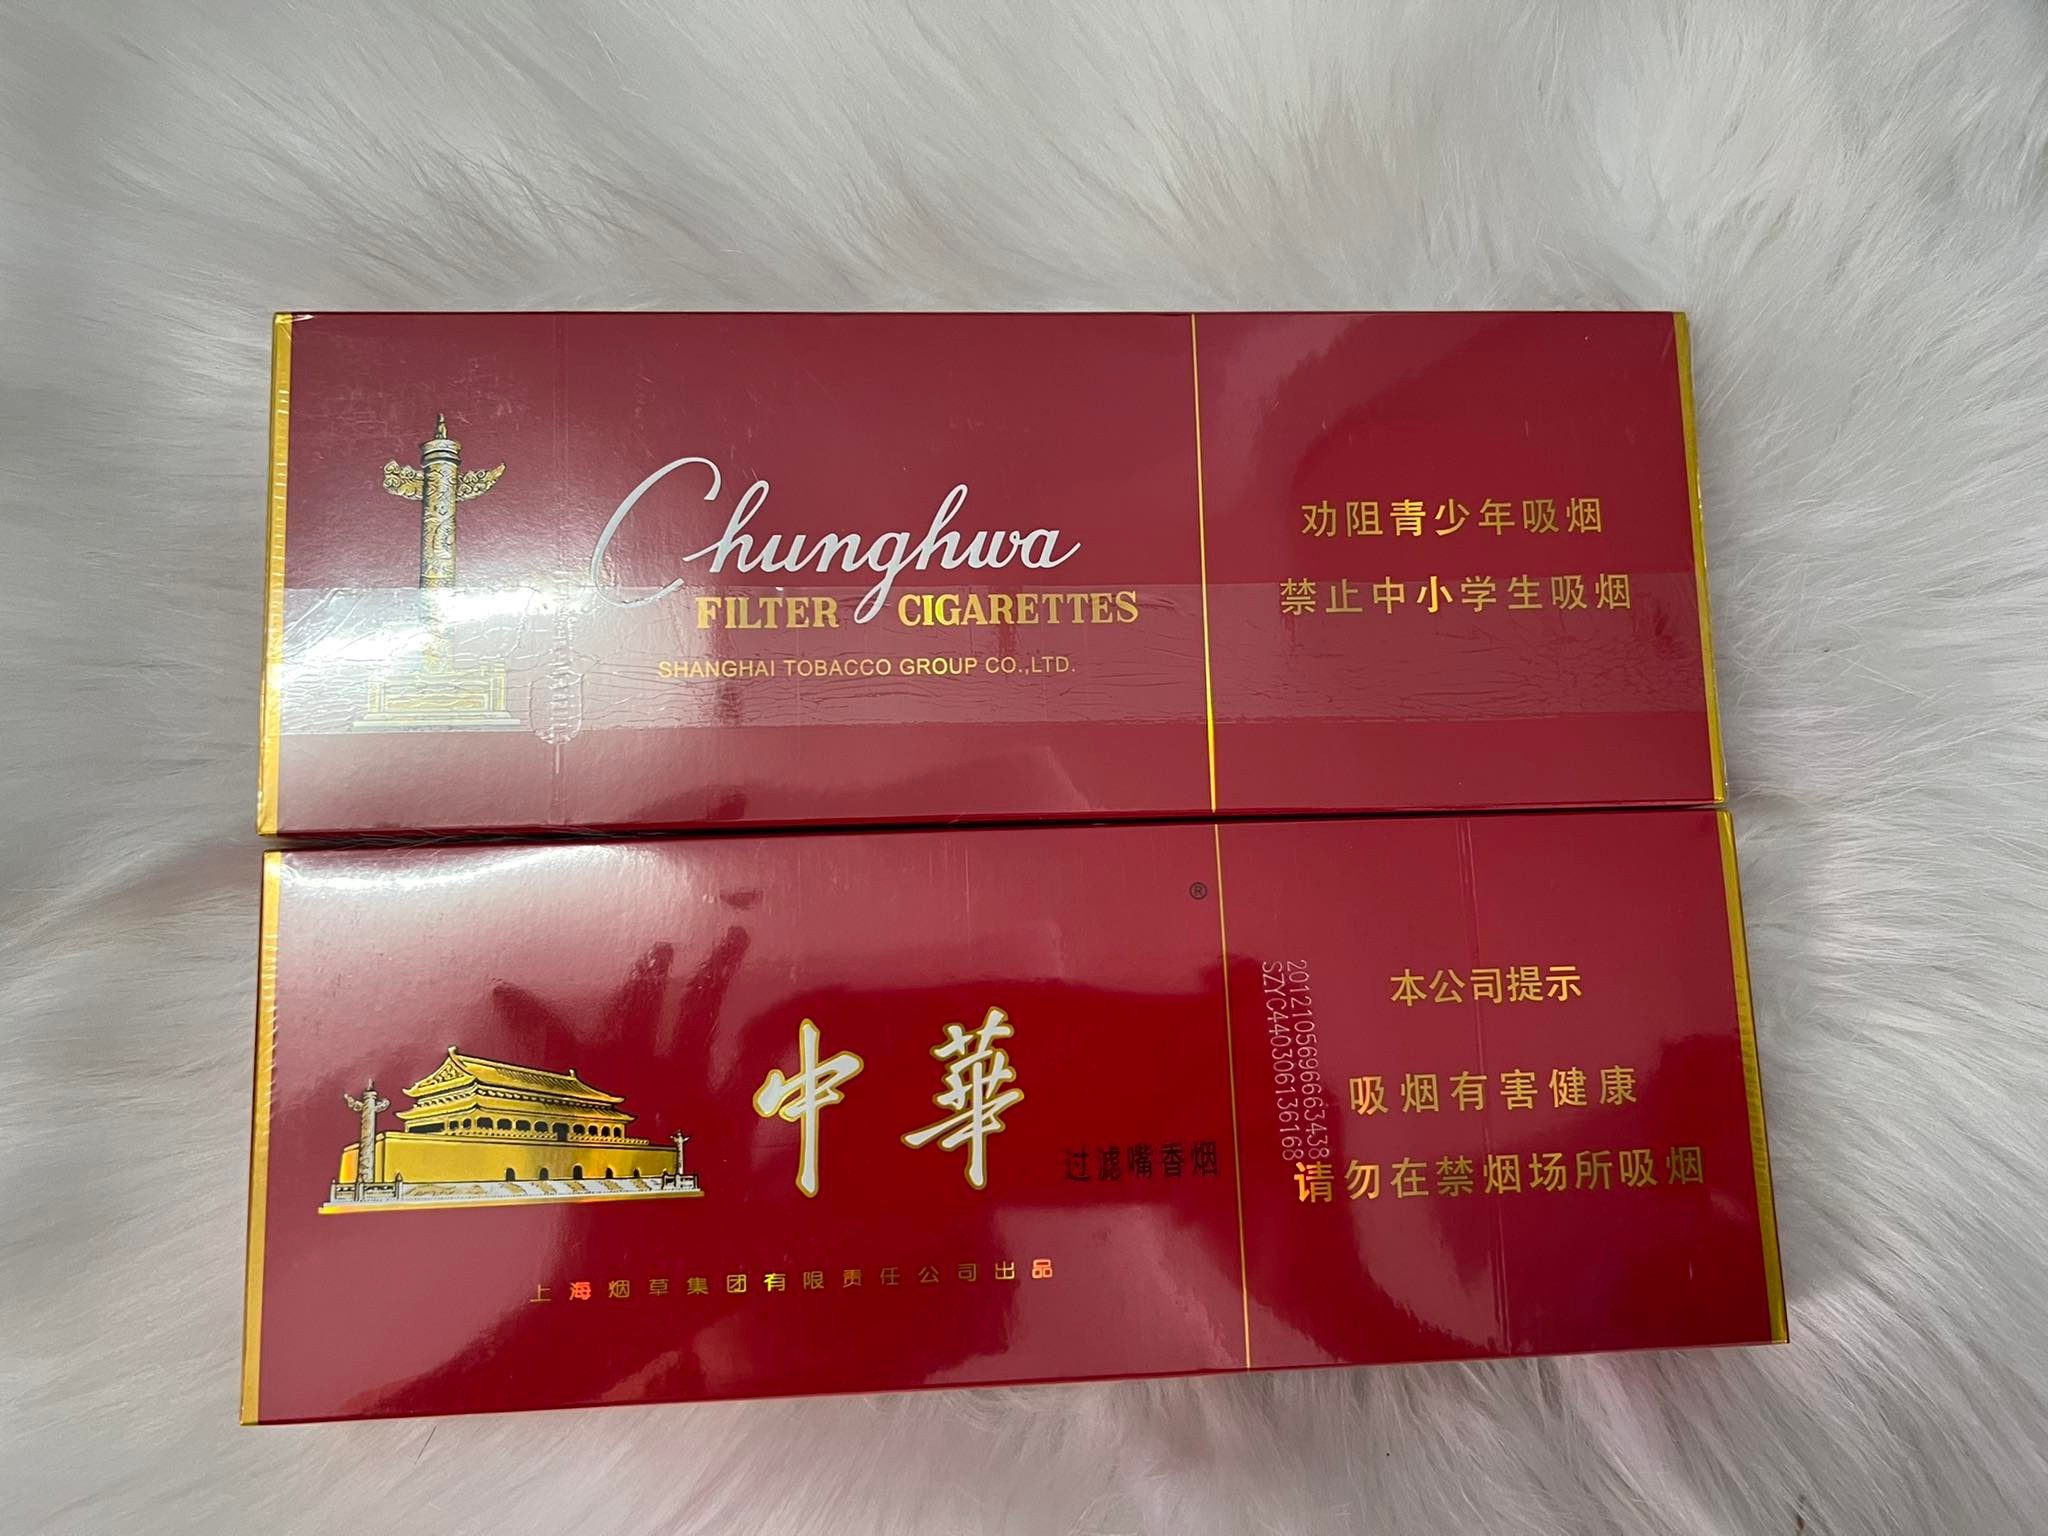 Chunghwa
FILTER CIGARETTES
SHANGHAI TOBACCO GROUP CO.,LTD.
劝阻青少年吸烟
禁止中小学生吸烟
®
中華
过滤嘴香烟
上海烟草集团有限责任公司出品
本公司提示
吸烟有害健康
请勿在禁烟场所吸烟
SZYC440306136168